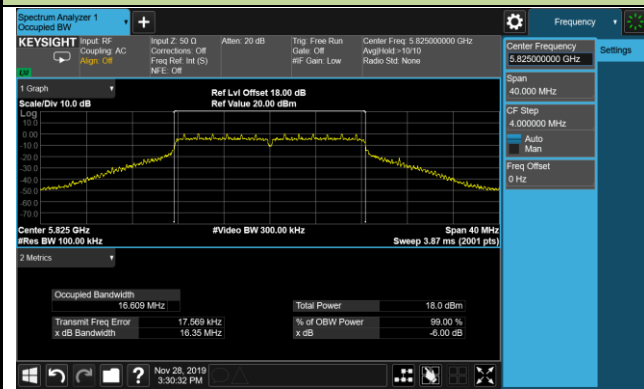 Spectrum Analyzer 1
Occupied BW
Frequency
KEYSIGHT
Input: RF
Coupling: AC
Align: Off
Input Z: 50 Ω
Corrections: Off
Freq Ref: Int (S)
NFE: Off
Atten: 20 dB
Trig: Free Run
Gate: Off
#IF Gain: Low
Center Freq: 5.825000000 GHz
Avg|Hold:>10/10
Radio Std: None
LV
Center Frequency
5.825000000 GHz
Settings
Span
40.000 MHz
CF Step
4.000000 MHz
Auto
Man
Freq Offset
0 Hz
1 Graph
Scale/Div 10.0 dB
Ref Lvl Offset 18.00 dB
Ref Value 20.00 dBm
Log
10.0
0.00
-10.0
-20.0
-30.0
-40.0
-50.0
-60.0
-70.0
Center 5.825 GHz
#Video BW 300.00 kHz
Span 40 MHz
#Res BW 100.00 kHz
Sweep 3.87 ms (2001 pts)
2 Metrics
Occupied Bandwidth
16.609 MHz
Total Power 18.0 dBm
Transmit Freq Error 17.569 kHz
% of OBW Power 99.00 %
x dB Bandwidth 16.35 MHz
x dB -6.00 dB
?
Nov 28, 2019
3:30:32 PM